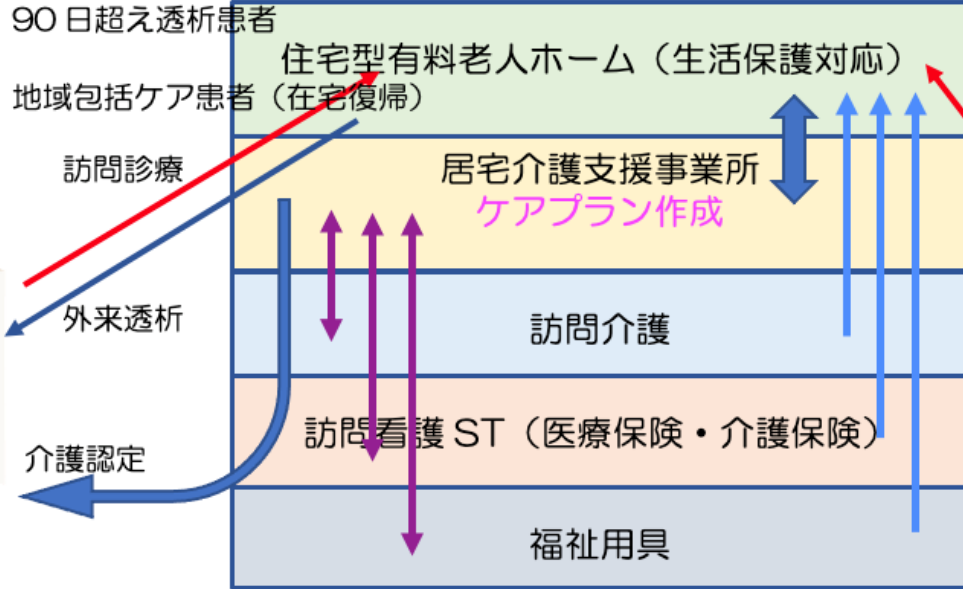 90日超え透析患者
住宅型有料老人ホーム（生活保護対応）
地域包括ケア患者（在宅復帰）
訪問診療
居宅介護支援事業所
ケアプラン作成
外来透析
訪問介護
訪問看護ST（医療保険・介護保険）
介護認定
福祉用具